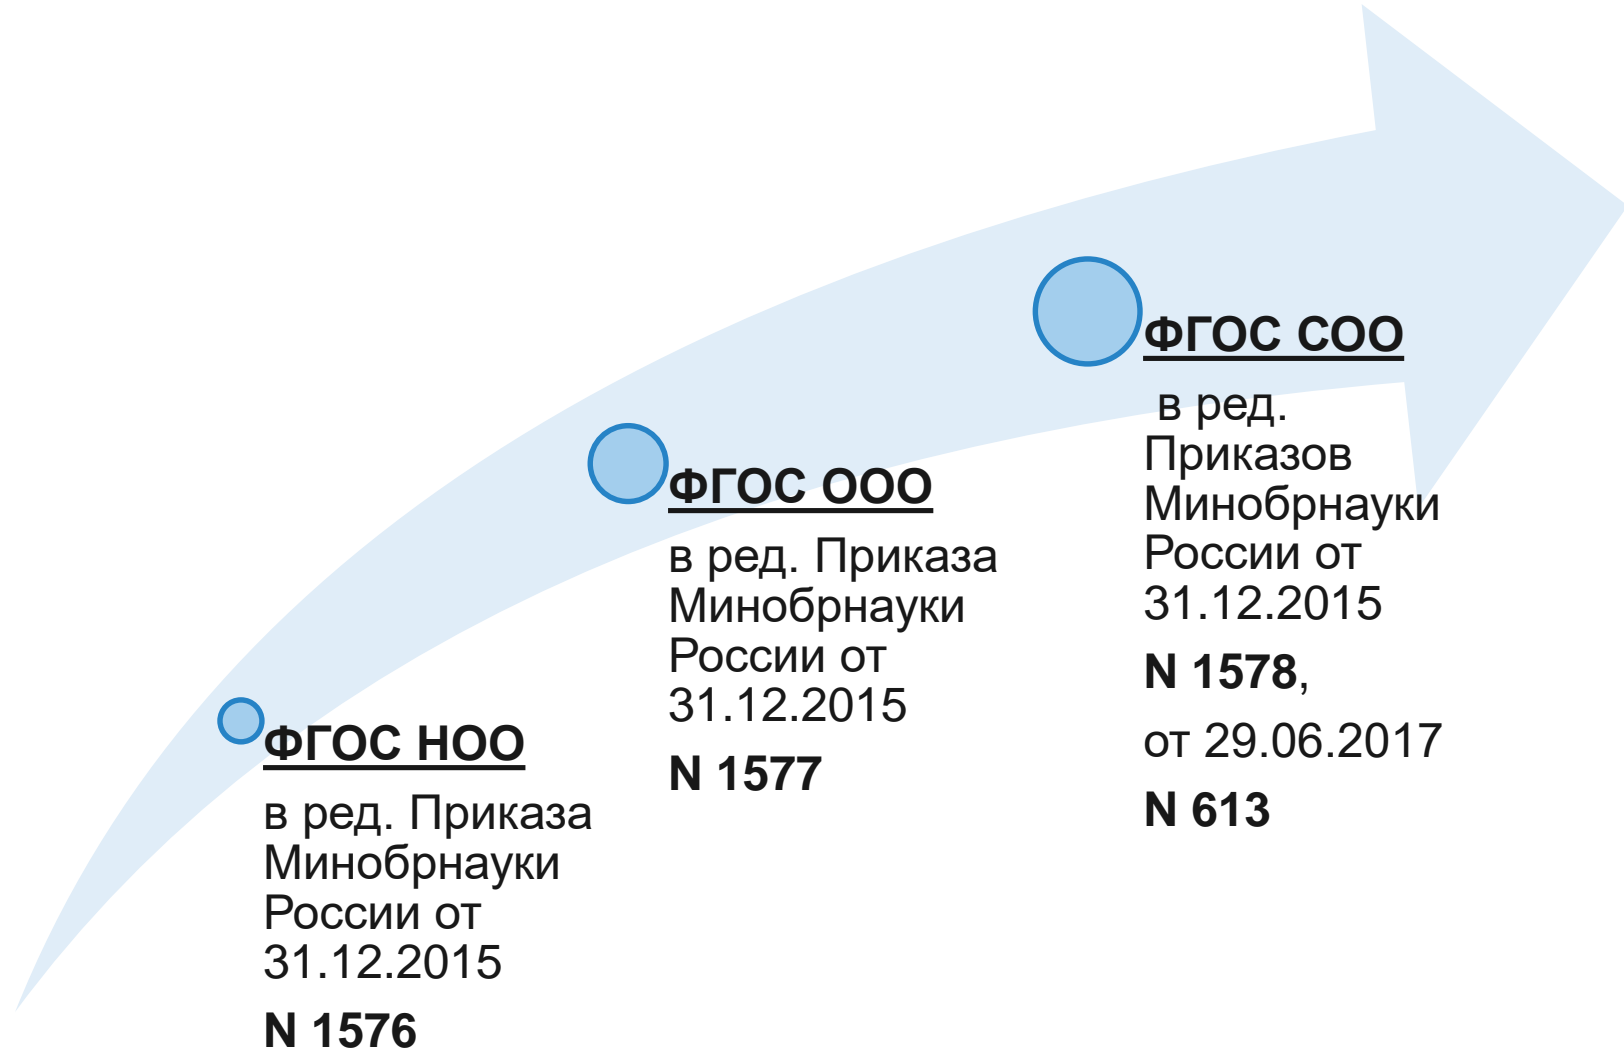 ФГОС НОО
в ред. Приказа
Минобрнауки
России от
31.12.2015
N 1576
ФГОС ООО
в ред. Приказа
Минобрнауки
России от
31.12.2015
N 1577
ФГОС СОО
в ред.
Приказов
Минобрнауки
России от
31.12.2015
N 1578,
от 29.06.2017
N 613